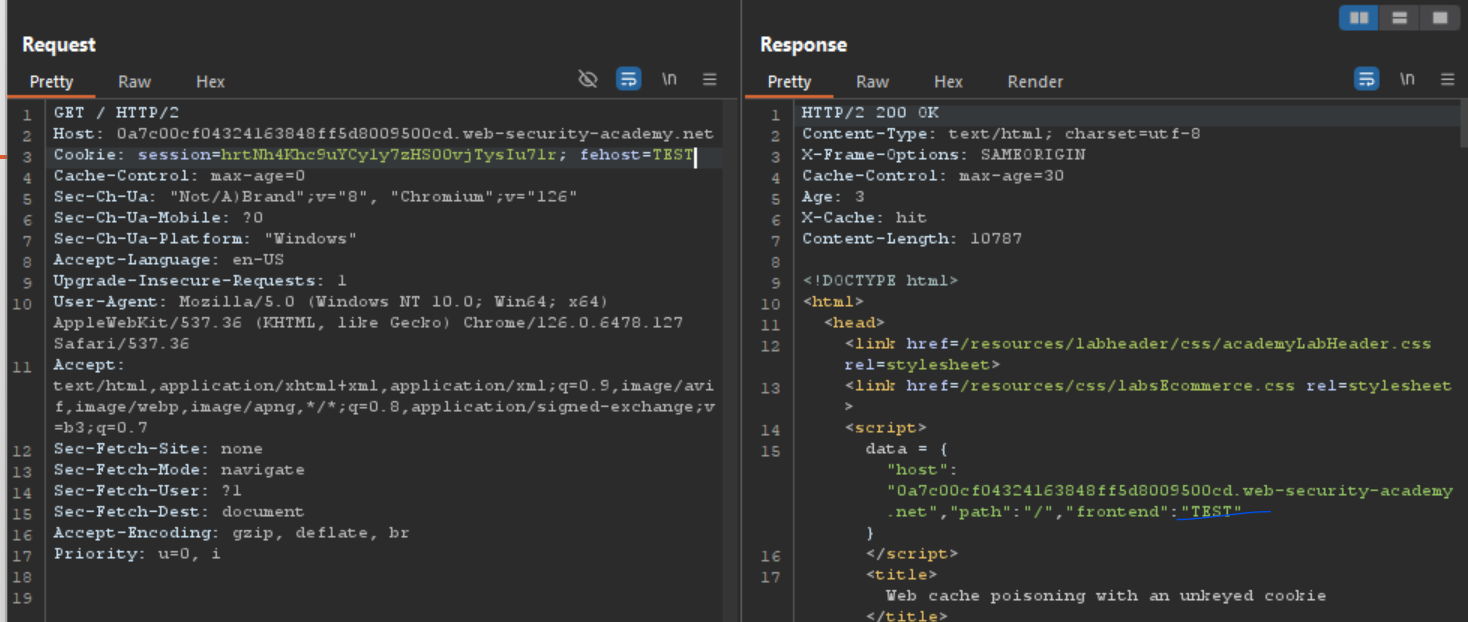 Request
Pretty Raw Hex \n
1 GET / HTTP/2
2 Host: 0a7c00cf04324163848ff5d8009500cd.web-security-academy.net
3 Cookie: session=hrtNh4Khc9uYCyly7zHSO0vjTysIu7lr; fehost=TEST
4 Cache-Control: max-age=0
5 Sec-Ch-Ua: "Not/A)Brand";v="8", "Chromium";v="126"
6 Sec-Ch-Ua-Mobile: ?0
7 Sec-Ch-Ua-Platform: "Windows"
8 Accept-Language: en-US
9 Upgrade-Insecure-Requests: 1
10 User-Agent: Mozilla/5.0 (Windows NT 10.0; Win64; x64)
AppleWebKit/537.36 (KHTML, like Gecko) Chrome/126.0.6478.127
Safari/537.36
11 Accept:
text/html,application/xhtml+xml,application/xml;q=0.9,image/avi
f,image/webp,image/apng,*/*;q=0.8,application/signed-exchange;v
=b3;q=0.7
12 Sec-Fetch-Site: none
13 Sec-Fetch-Mode: navigate
14 Sec-Fetch-User: ?1
15 Sec-Fetch-Dest: document
16 Accept-Encoding: gzip, deflate, br
17 Priority: u=0, i
18
19
Response
Pretty Raw Hex Render \n
1 HTTP/2 200 OK
2 Content-Type: text/html; charset=utf-8
3 X-Frame-Options: SAMEORIGIN
4 Cache-Control: max-age=30
5 Age: 3
6 X-Cache: hit
7 Content-Length: 10787
8
9 <!DOCTYPE html>
10 <html>
11 <head>
12 <link href=/resources/labheader/css/academyLabHeader.css
rel=stylesheet>
13 <link href=/resources/css/labsEcommerce.css rel=stylesheet
>
14 <script>
15 data = {
"host":
"0a7c00cf04324163848ff5d8009500cd.web-security-academy
.net","path":"/","frontend":"TEST"
}
16 </script>
17 <title>
Web cache poisoning with an unkeyed cookie
</title>